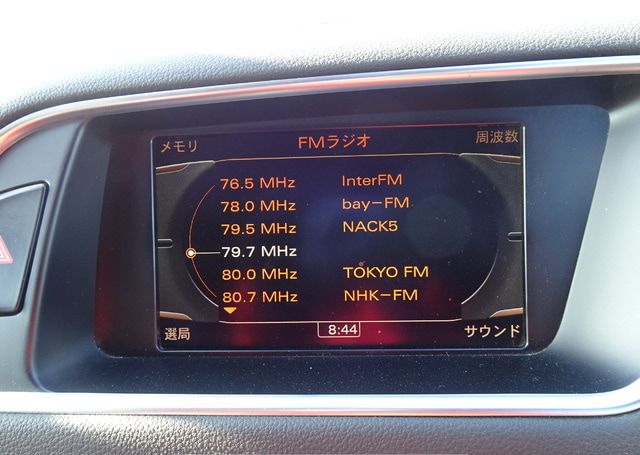 メモリ FMラジオ 周波数
76.5 MHz InterFM
78.0 MHz bay-FM
79.5 MHz NACK5
79.7 MHz
80.0 MHz TOKYO FM
80.7 MHz NHK-FM
選局 8:44 サウンド